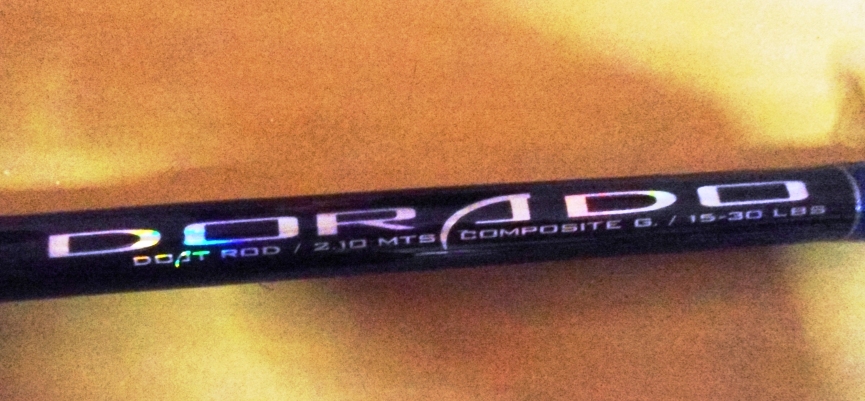 DORADO
BOAT ROD / 2.10 MTS / COMPOSITE G. / 15-30 LBS